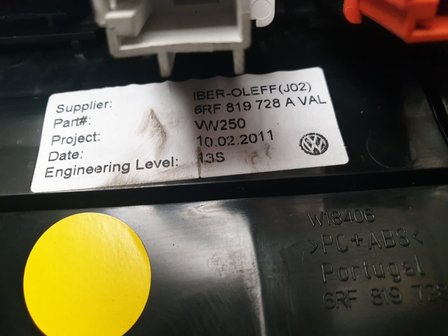 Supplier: IBER-OLEFF(J02)
Part#: 6RF 819 728 A VAL
Project: VW250
Date: 10.02.2011
Engineering Level: 13S
W18406
>PC+ABS<
Portugal
6RF 819 728